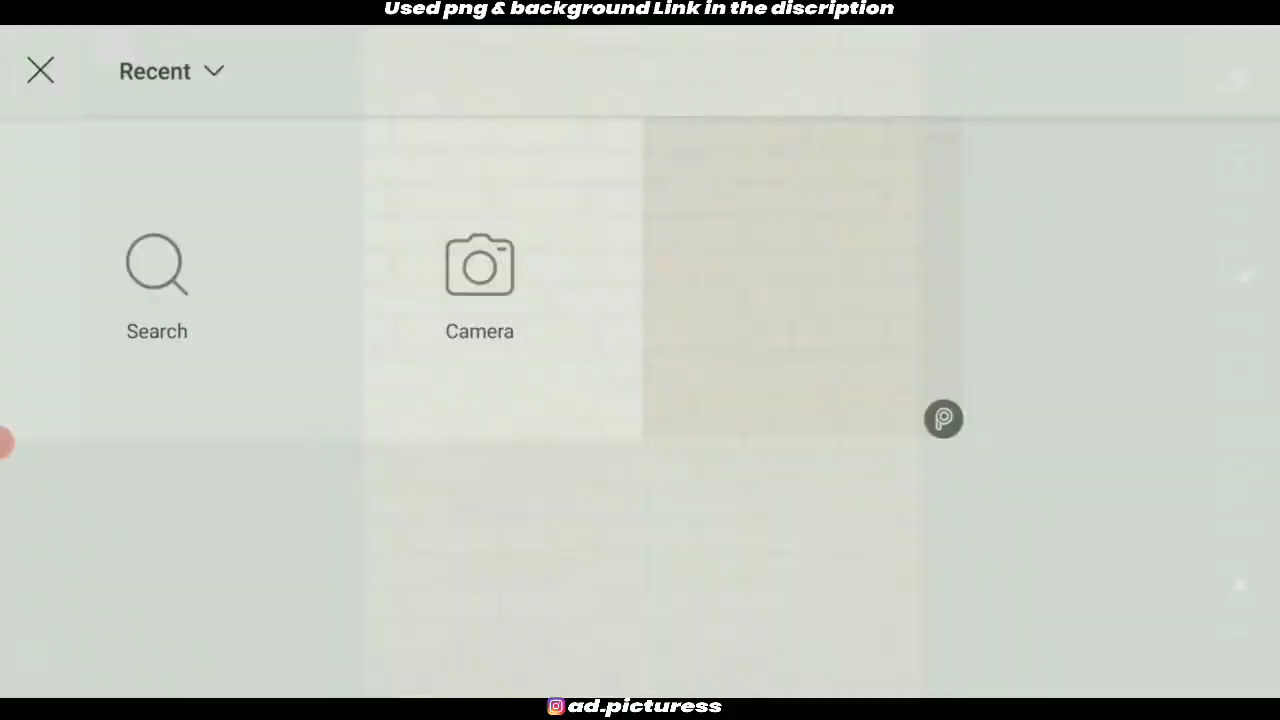 Used png & background Link in the discription
Recent
Search
Camera
ad.picturess